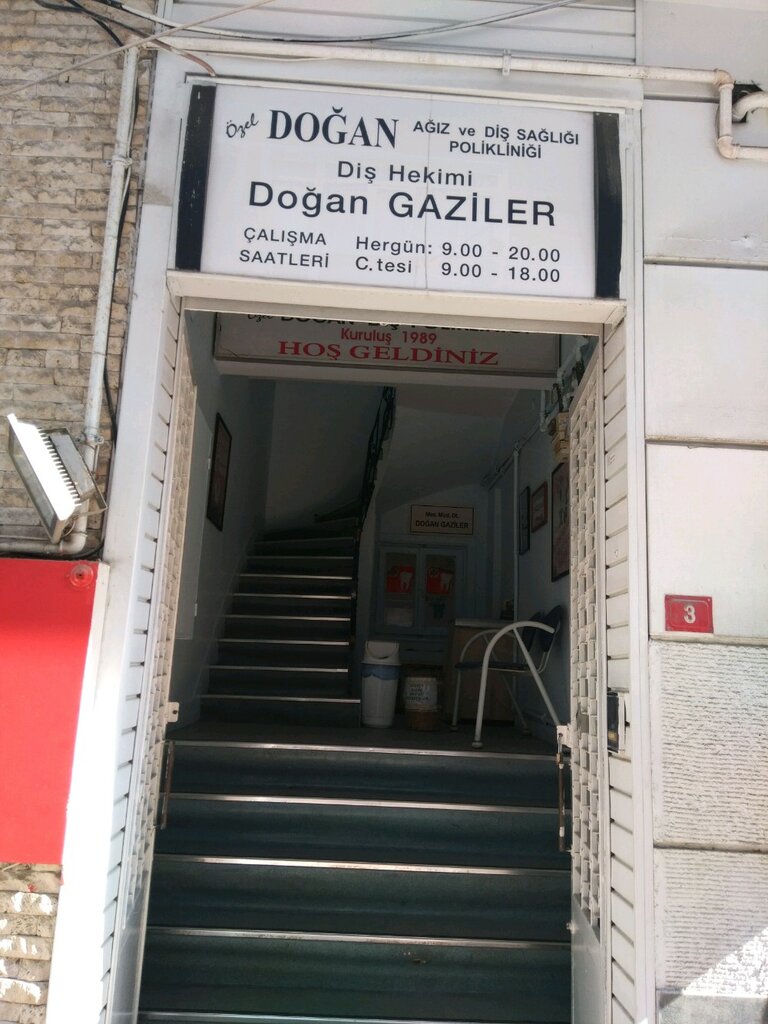 Özel DOĞAN AĞIZ ve DİŞ SAĞLIĞI
POLİKLİNİĞİ
Diş Hekimi
Doğan GAZİLER
ÇALIŞMA SAATLERİ
Hergün: 9.00 - 20.00
C.tesi 9.00 - 18.00
Kuruluş 1989
HOŞ GELDİNİZ
DOĞAN GAZİLER
3